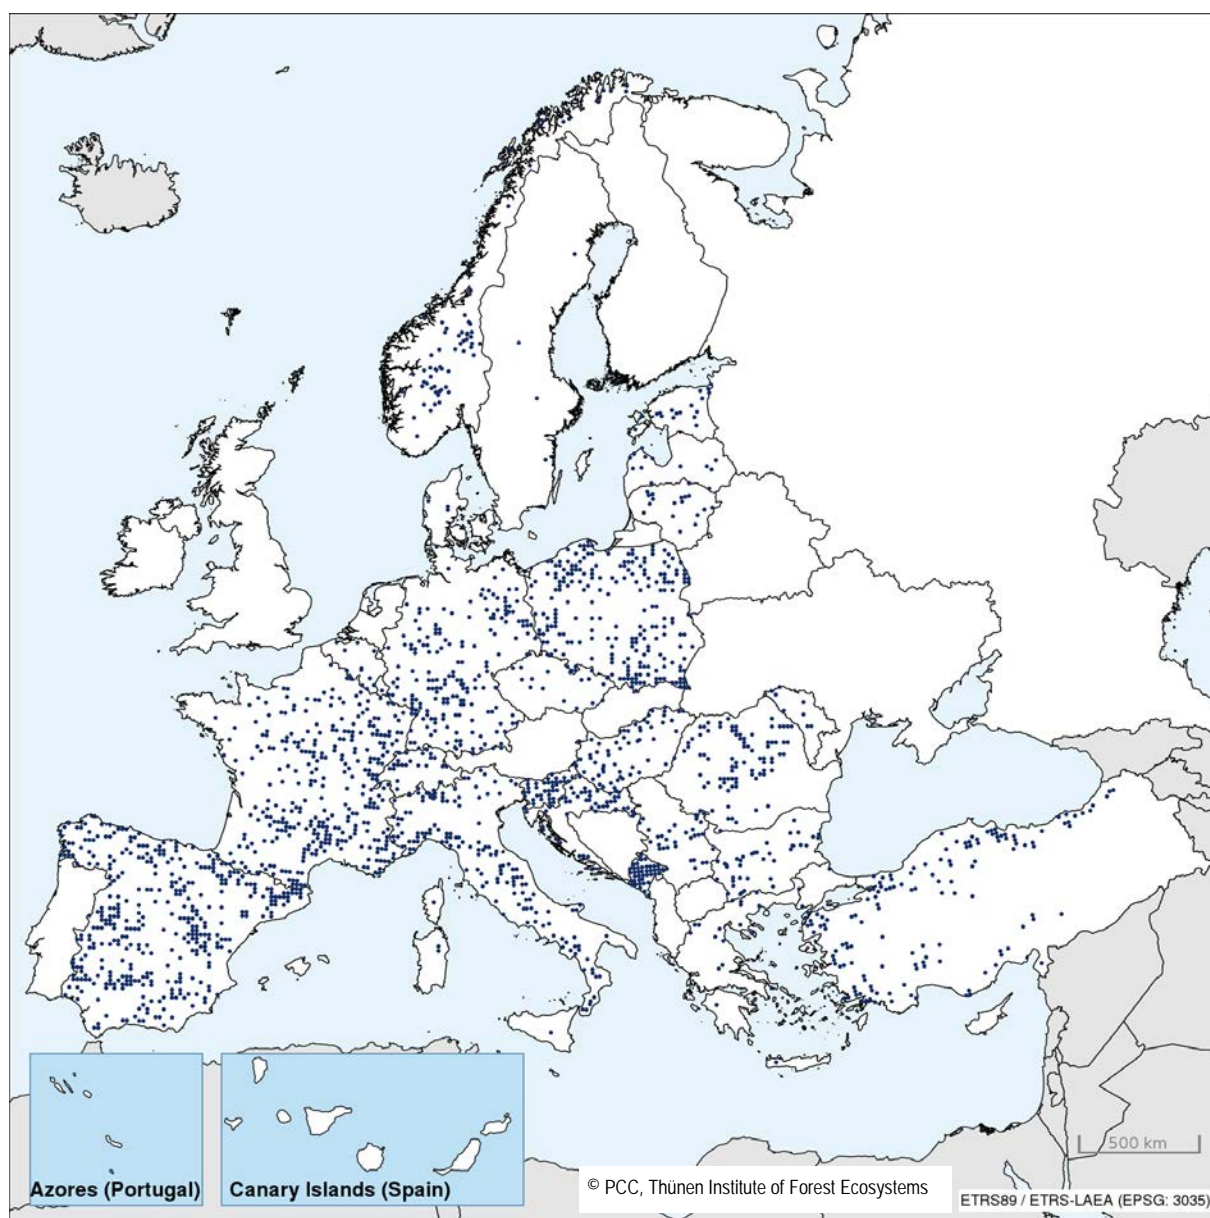 500 km
Azores (Portugal)
Canary Islands (Spain)
© PCC, Thünen Institute of Forest Ecosystems
ETRS89 / ETRS-LAEA (EPSG: 3035)